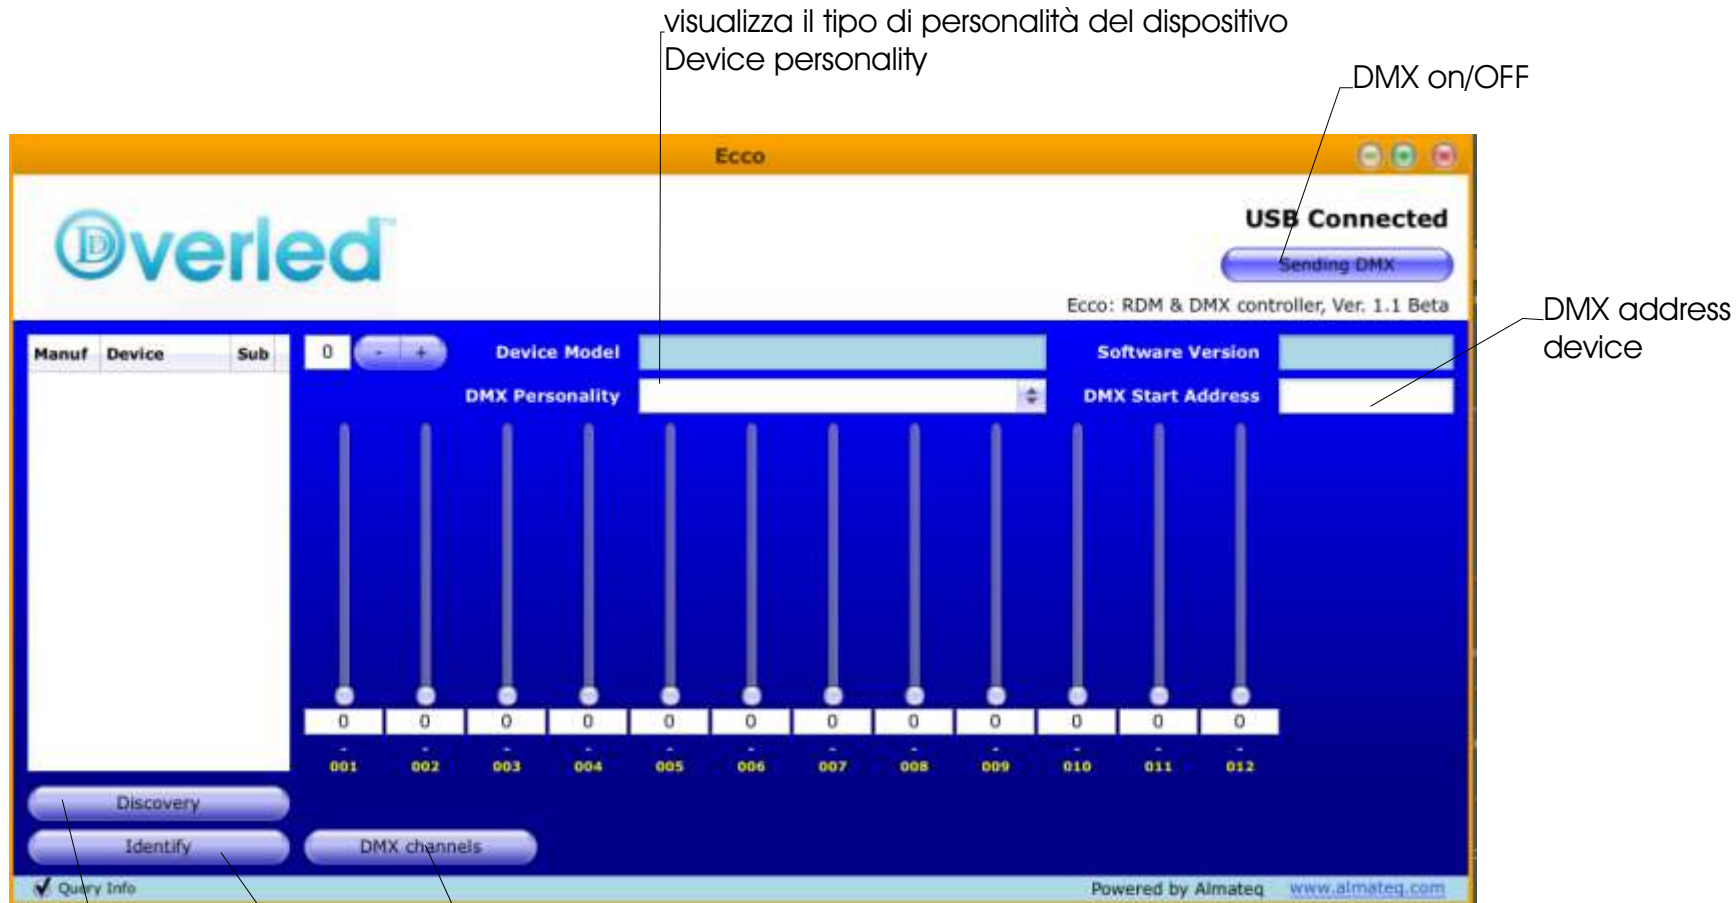 visualizza il tipo di personalità del dispositivo
Device personality
DMX on/OFF
Ecco
Dverled™
USB Connected
Sending DMX
Ecco: RDM & DMX controller, Ver. 1.1 Beta
DMX address
device
Manuf Device Sub
0 - + Device Model Software Version
DMX Personality DMX Start Address
0 0 0 0 0 0 0 0 0 0 0 0
- - - - - - - - - - - -
001 002 003 004 005 006 007 008 009 010 011 012
Discovery
Identify DMX channels
Query Info Powered by Almateq www.almateq.com